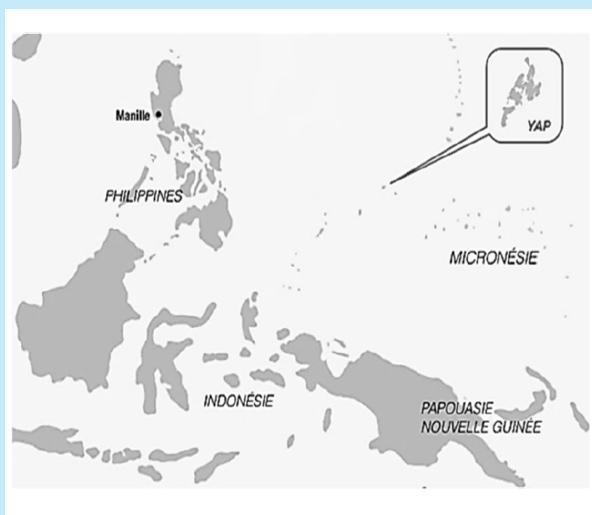 Manille
YAP
PHILIPPINES
MICRONÉSIE
INDONÉSIE
PAPOUASIE
NOUVELLE GUINÉE